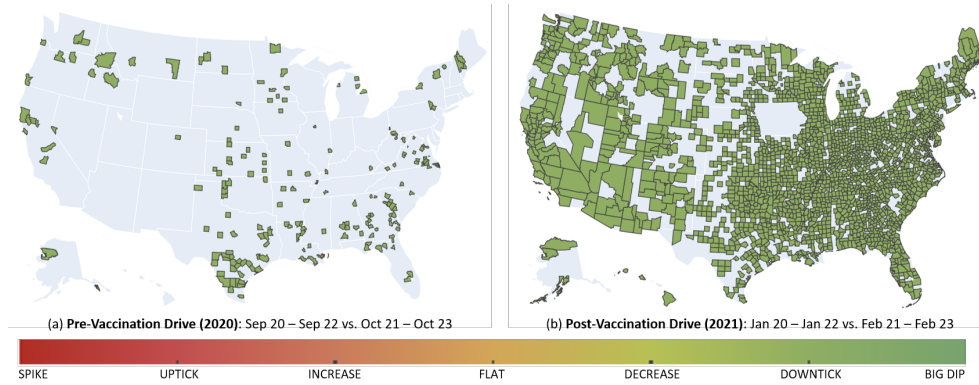 (a) Pre-Vaccination Drive (2020): Sep 20 – Sep 22 vs. Oct 21 – Oct 23
(b) Post-Vaccination Drive (2021): Jan 20 – Jan 22 vs. Feb 21 – Feb 23
SPIKE UPTICK INCREASE FLAT DECREASE DOWNTICK BIG DIP